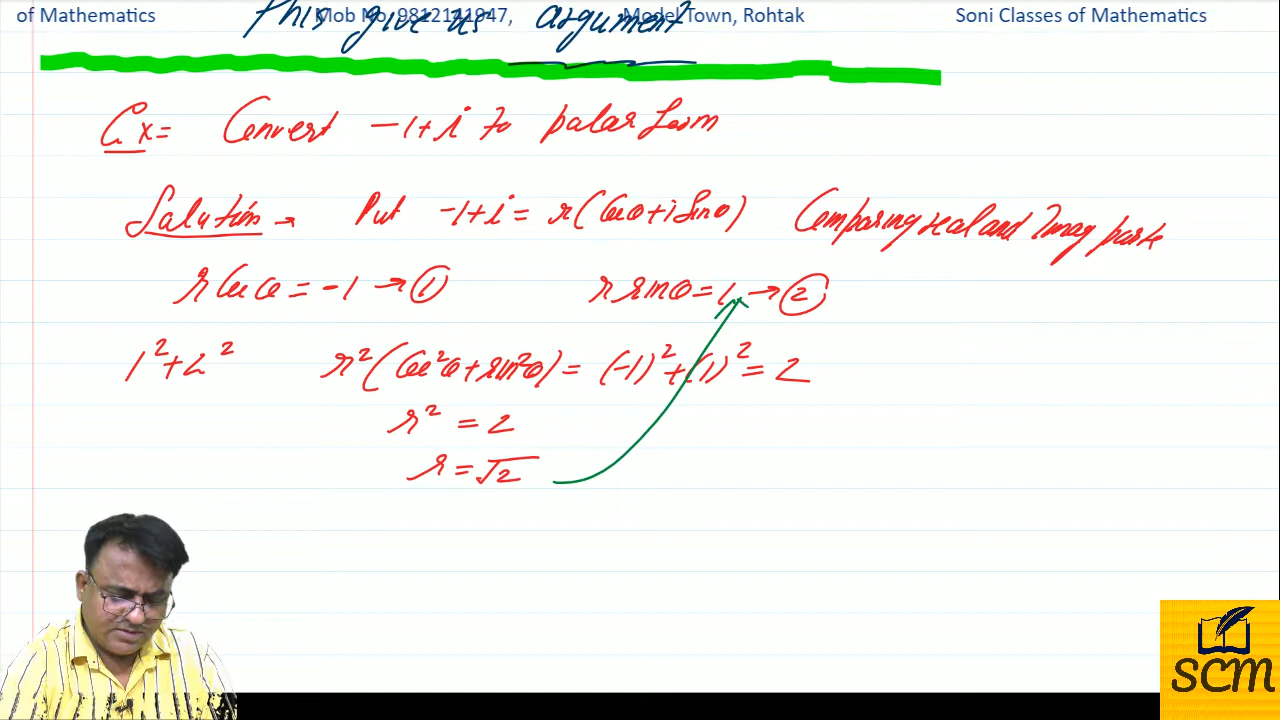 of Mathematics Mob No. 9812141947, Model Town, Rohtak Soni Classes of Mathematics
This give us argument
Ex= Convert -1+i to polar form
Solution → Put -1+i = r(Cosθ+i Sinθ) Comparing real and Imag parts
r Cosθ = -1 → ① r sinθ = 1 → ②
1²+2² r²(Cos²θ+sin²θ) = (-1)²+(1)² = 2
r² = 2
r = √2
SCM